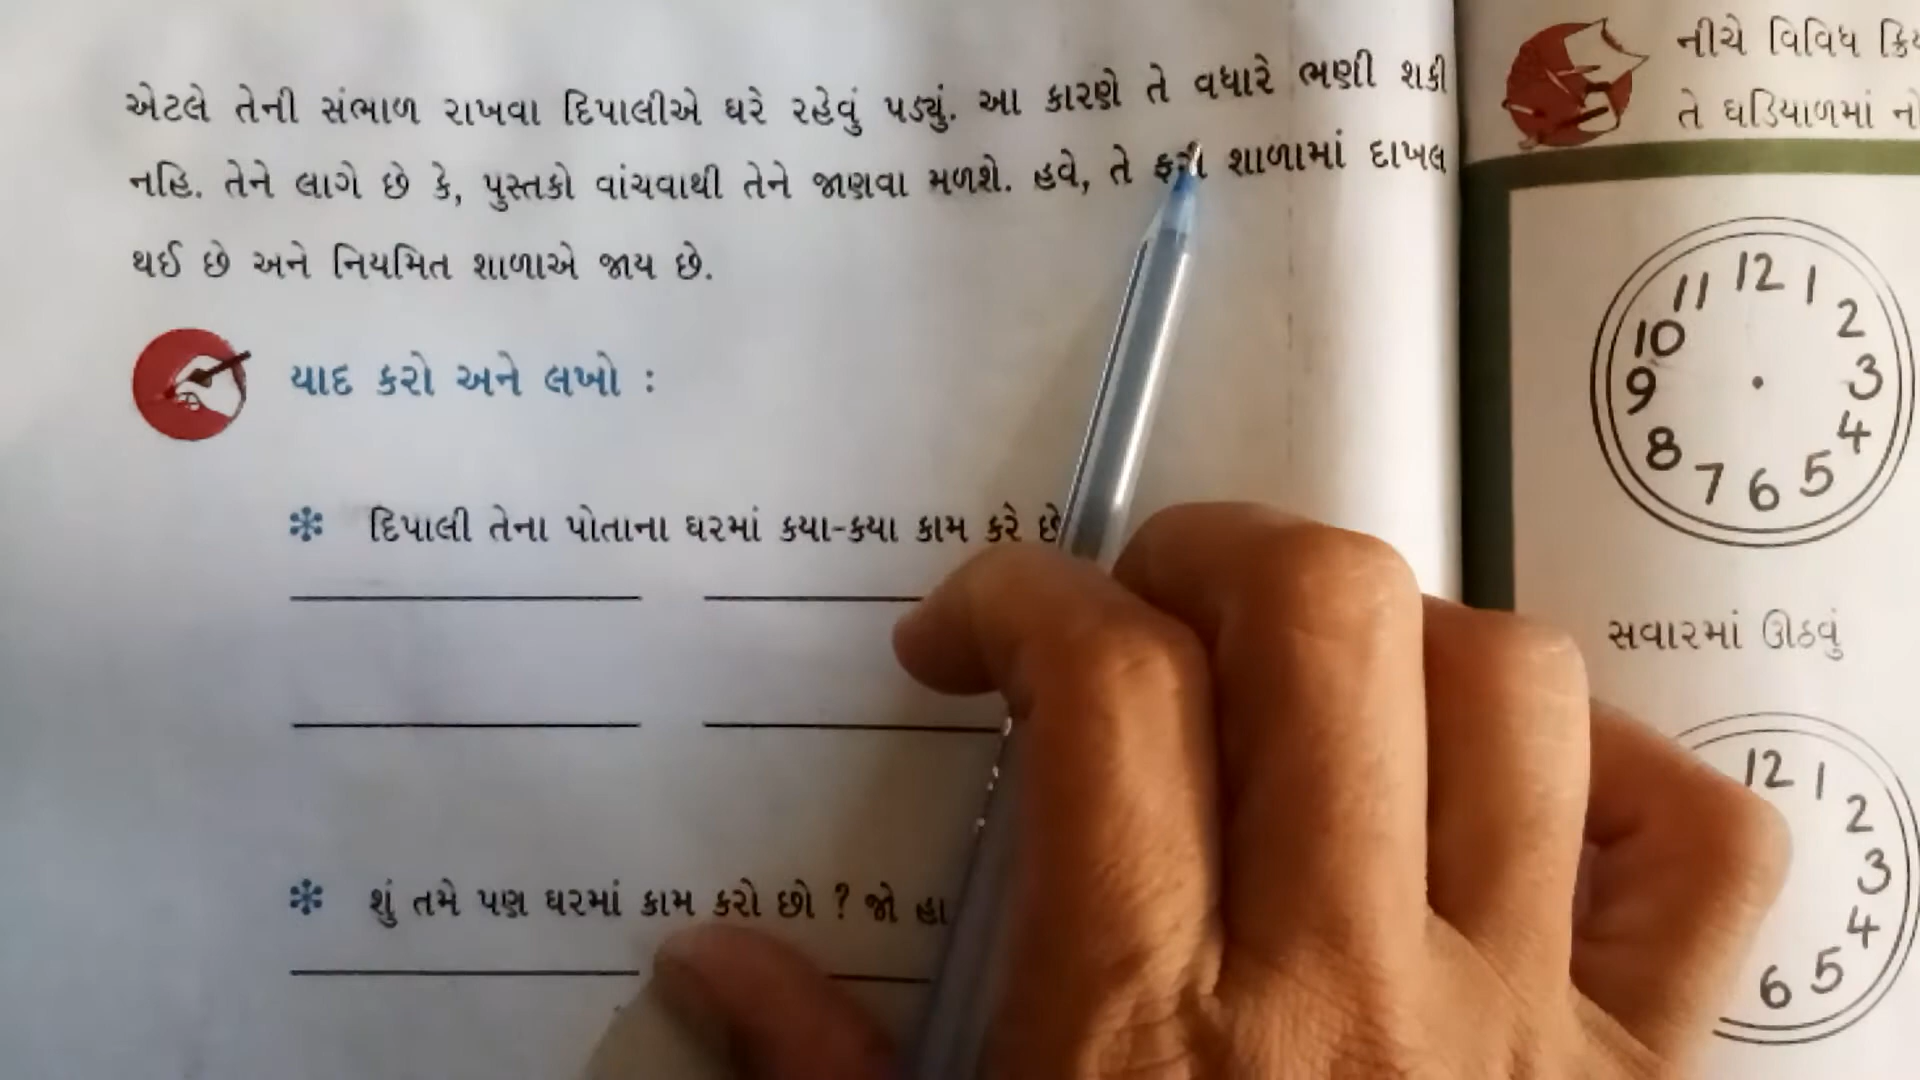 એટલે તેની સંભાળ રાખવા દિપાલીએ ઘરે રહેવું પડ્યું. આ કારણે તે વધારે ભણી શકી
નહિ. તેને લાગે છે કે, પુસ્તકો વાંચવાથી તેને જાણવા મળશે. હવે, તે ફરી શાળામાં દાખલ
થઈ છે અને નિયમિત શાળાએ જાય છે.
યાદ કરો અને લખો :
દિપાલી તેના પોતાના ઘરમાં કયા-કયા કામ કરે છે
શું તમે પણ ઘરમાં કામ કરો છો ? જો હા
નીચે વિવિધ
તે ઘડિયાળમાં
12 1 2 3 4 5 6 7 8 9 10 11
સવારમાં ઊઠવું
12 1 2 3 4 5 6